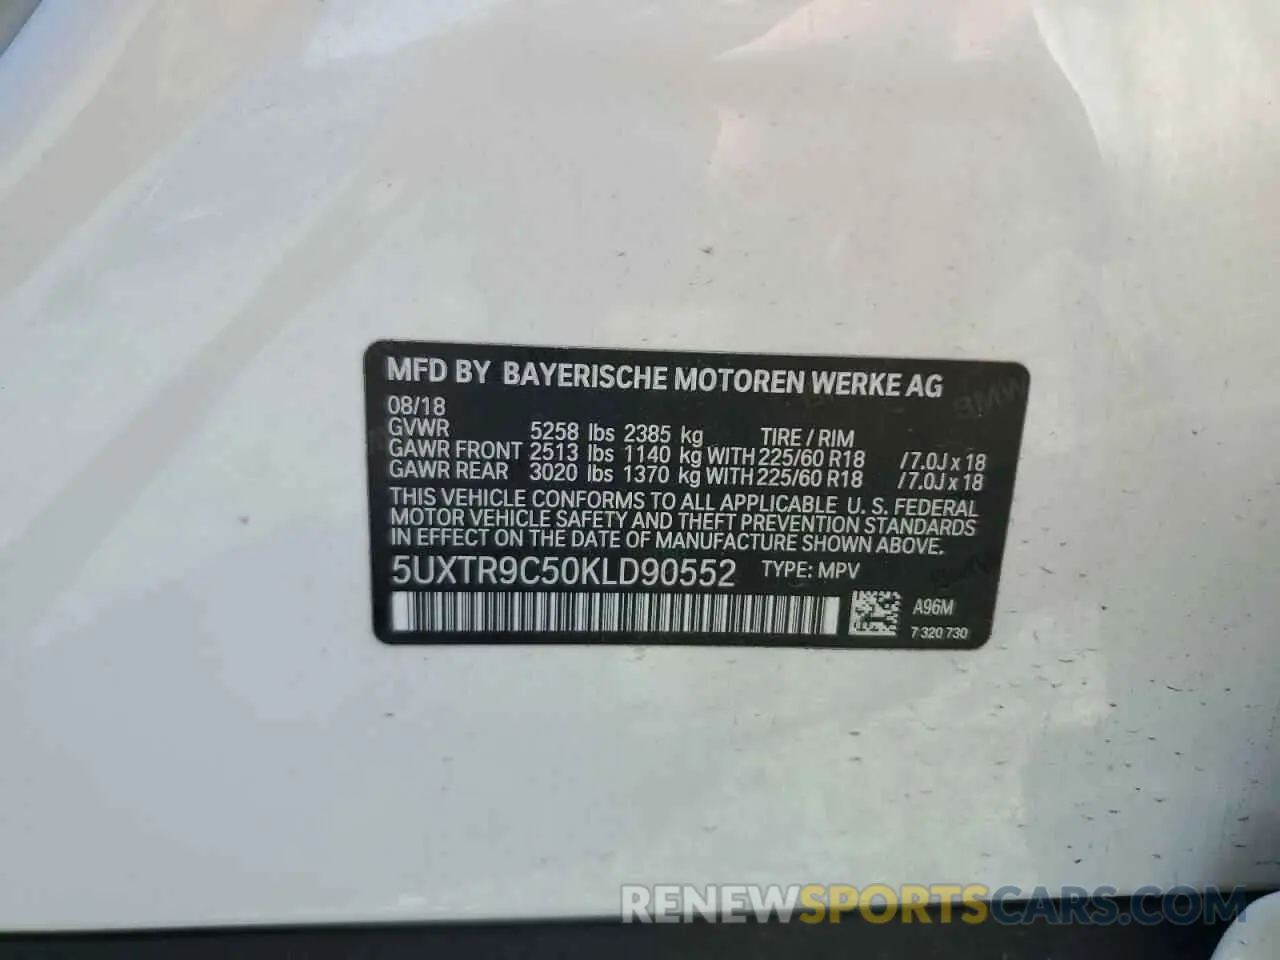 MFD BY BAYERISCHE MOTOREN WERKE AG
08/18
GVWR 5258 lbs 2385 kg TIRE / RIM
GAWR FRONT 2513 lbs 1140 kg WITH 225/60 R18 /7.0J x 18
GAWR REAR 3020 lbs 1370 kg WITH 225/60 R18 /7.0J x 18
THIS VEHICLE CONFORMS TO ALL APPLICABLE U. S. FEDERAL
MOTOR VEHICLE SAFETY AND THEFT PREVENTION STANDARDS
IN EFFECT ON THE DATE OF MANUFACTURE SHOWN ABOVE.
5UXTR9C50KLD90552 TYPE: MPV
A96M
7 320 730
BMW
RENEWSPORTSCARS.COM